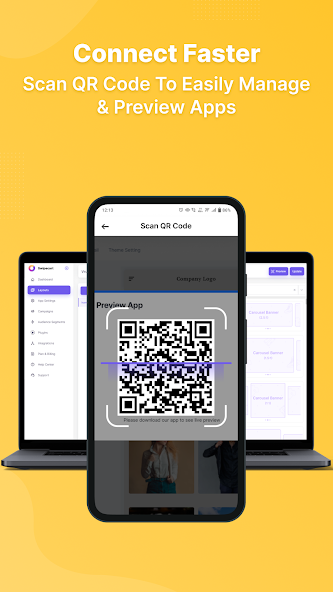 Connect Faster
Scan QR Code To Easily Manage
& Preview Apps
12:13
86%
Scan QR Code
Theme Setting
Company Logo
Preview App
Please download our app to see live preview
Dashboard
Layouts
App Settings
Campaigns
Audience Segments
Plugins
Integrations
Plan & Billing
Help Center
Support
Preview
Update
Carousel Banner
Carousel Banner
Carousel Banner